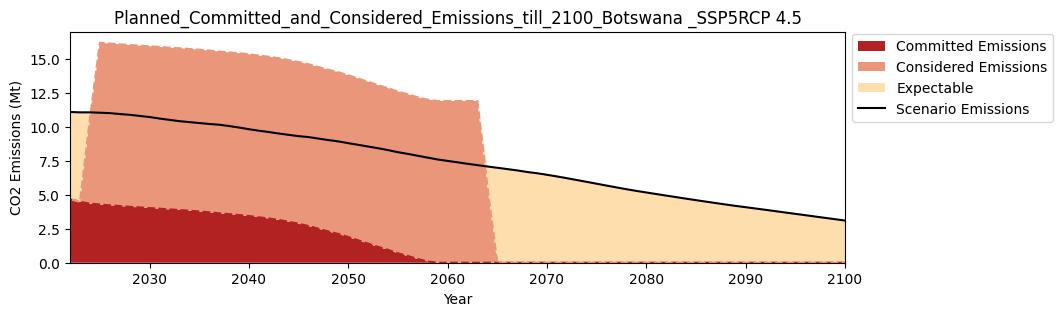 Planned_Committed_and_Considered_Emissions_till_2100_Botswana _SSP5RCP 4.5
Committed Emissions
Considered Emissions
Expectable
Scenario Emissions
CO2 Emissions (Mt)
15.0
12.5
10.0
7.5
5.0
2.5
0.0
2030 2040 2050 2060 2070 2080 2090 2100
Year